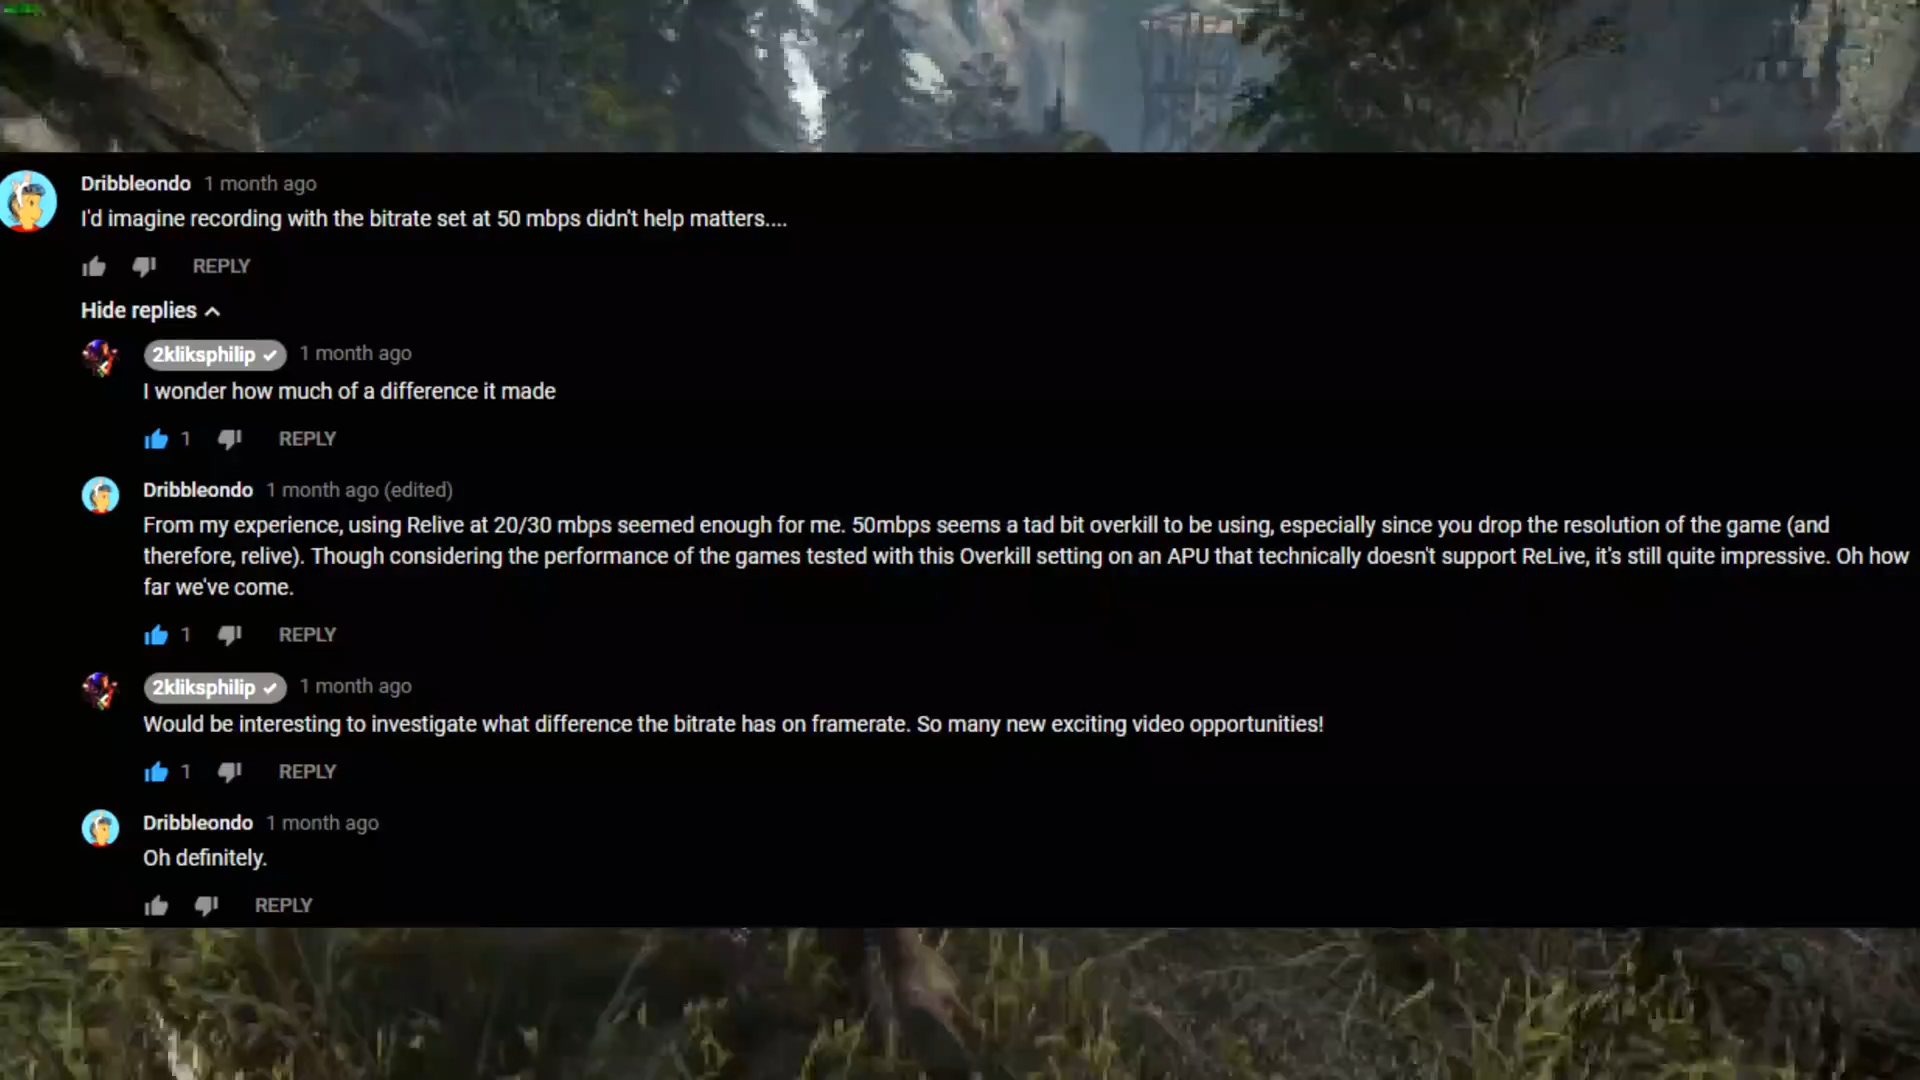 Dribbleondo 1 month ago
I'd imagine recording with the bitrate set at 50 mbps didn't help matters....
REPLY
Hide replies
2kliksphilip 1 month ago
I wonder how much of a difference it made
1 REPLY
Dribbleondo 1 month ago (edited)
From my experience, using Relive at 20/30 mbps seemed enough for me. 50mbps seems a tad bit overkill to be using, especially since you drop the resolution of the game (and
therefore, relive). Though considering the performance of the games tested with this Overkill setting on an APU that technically doesn't support ReLive, it's still quite impressive. Oh how
far we've come.
1 REPLY
2kliksphilip 1 month ago
Would be interesting to investigate what difference the bitrate has on framerate. So many new exciting video opportunities!
1 REPLY
Dribbleondo 1 month ago
Oh definitely.
REPLY